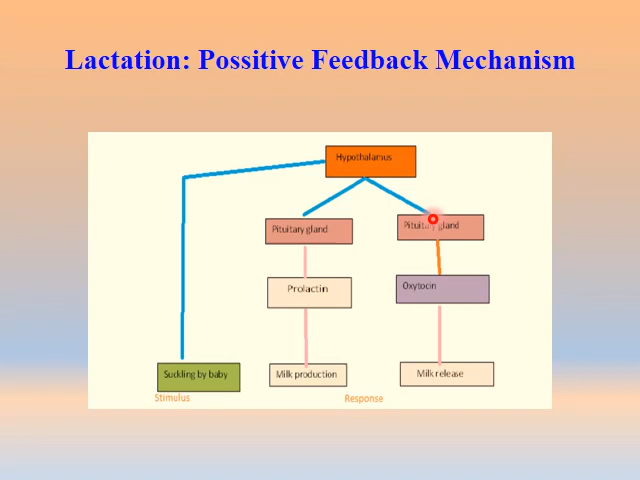 Lactation: Possitive Feedback Mechanism
Hypothalamus
Pituitary gland
Pituitary gland
Prolactin
Oxytocin
Suckling by baby
Milk production
Milk release
Stimulus
Response